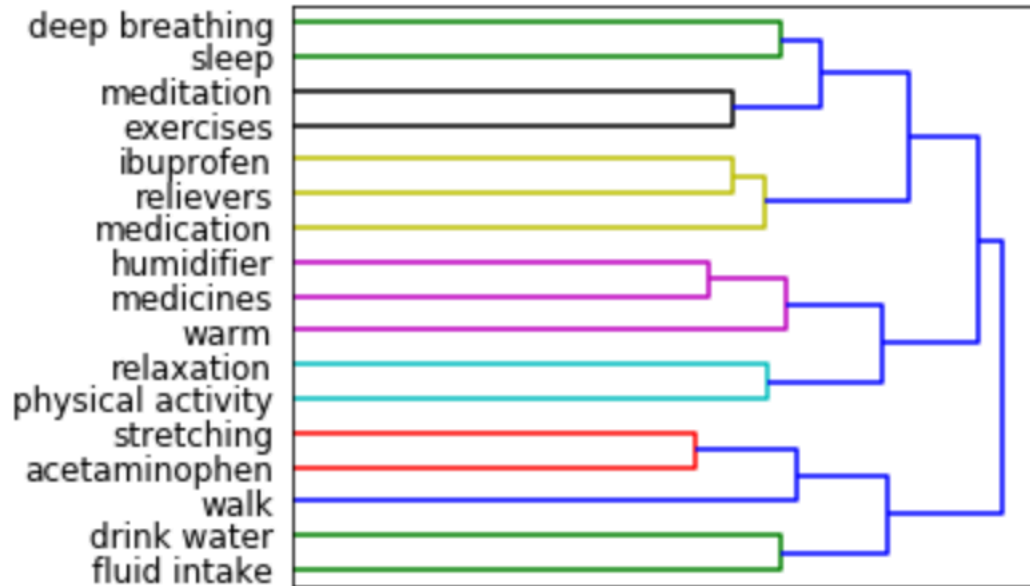 deep breathing
sleep
meditation
exercises
ibuprofen
relievers
medication
humidifier
medicines
warm
relaxation
physical activity
stretching
acetaminophen
walk
drink water
fluid intake